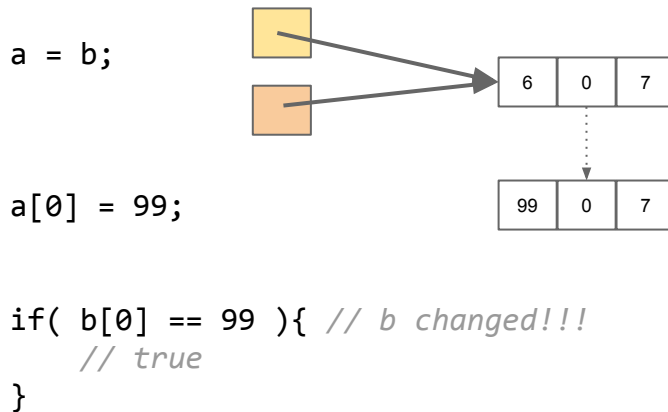 a = b;
6 0 7
a[0] = 99;
99 0 7
if( b[0] == 99 ){ // b changed!!!
// true
}